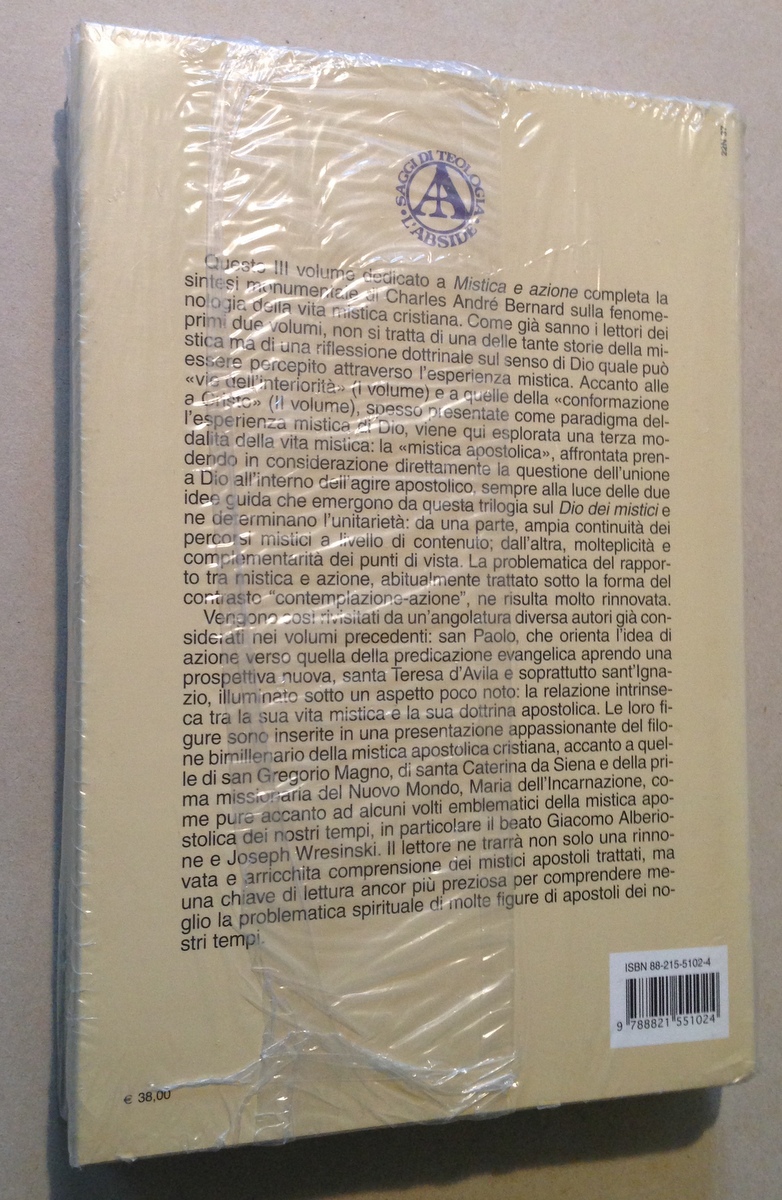 SAGGI DI TEOLOGIA
• L'ABSIDE •
Questo III volume dedicato a Mistica e azione completa la
sintesi monumentale di Charles André Bernard sulla fenome-
nologia della vita mistica cristiana. Come già sanno i lettori dei
primi due volumi, non si tratta di una delle tante storie della mi-
stica ma di una riflessione dottrinale sul senso di Dio quale può
essere percepito attraverso l'esperienza mistica. Accanto alle
«vie dell'interiorità» (I volume) e a quelle della «conformazione
a Cristo» (II volume), spesso presentate come paradigma del-
l'esperienza mistica di Dio, viene qui esplorata una terza mo-
dalità della vita mistica: la «mistica apostolica», affrontata pren-
dendo in considerazione direttamente la questione dell'unione
a Dio all'interno dell'agire apostolico, sempre alla luce delle due
idee guida che emergono da questa trilogia sul Dio dei mistici e
ne determinano l'unitarietà: da una parte, ampia continuità dei
percorsi mistici a livello di contenuto; dall'altra, molteplicità e
complementarità dei punti di vista. La problematica del rappor-
to tra mistica e azione, abitualmente trattato sotto la forma del
contrasto "contemplazione-azione", ne risulta molto rinnovata.
Vengono così rivisitati da un'angolatura diversa autori già con-
siderati nei volumi precedenti: san Paolo, che orienta l'idea di
azione verso quella della predicazione evangelica aprendo una
prospettiva nuova, santa Teresa d'Avila e soprattutto sant'Igna-
zio, illuminato sotto un aspetto poco noto: la relazione intrinse-
ca tra la sua vita mistica e la sua dottrina apostolica. Le loro fi-
gure sono inserite in una presentazione appassionante del filo-
ne bimillenario della mistica apostolica cristiana, accanto a quel-
le di san Gregorio Magno, di santa Caterina da Siena e della pri-
ma missionaria del Nuovo Mondo, Maria dell'Incarnazione, co-
me pure accanto ad alcuni volti emblematici della mistica apo-
stolica dei nostri tempi, in particolare il beato Giacomo Alberio-
ne e Joseph Wresinski. Il lettore ne trarrà non solo una rinno-
vata e arricchita comprensione dei mistici apostoli trattati, ma
una chiave di lettura ancor più preziosa per comprendere me-
glio la problematica spirituale di molte figure di apostoli dei no-
stri tempi.
ISBN 88-215-5102-4
9 788821 551024
€ 38,00